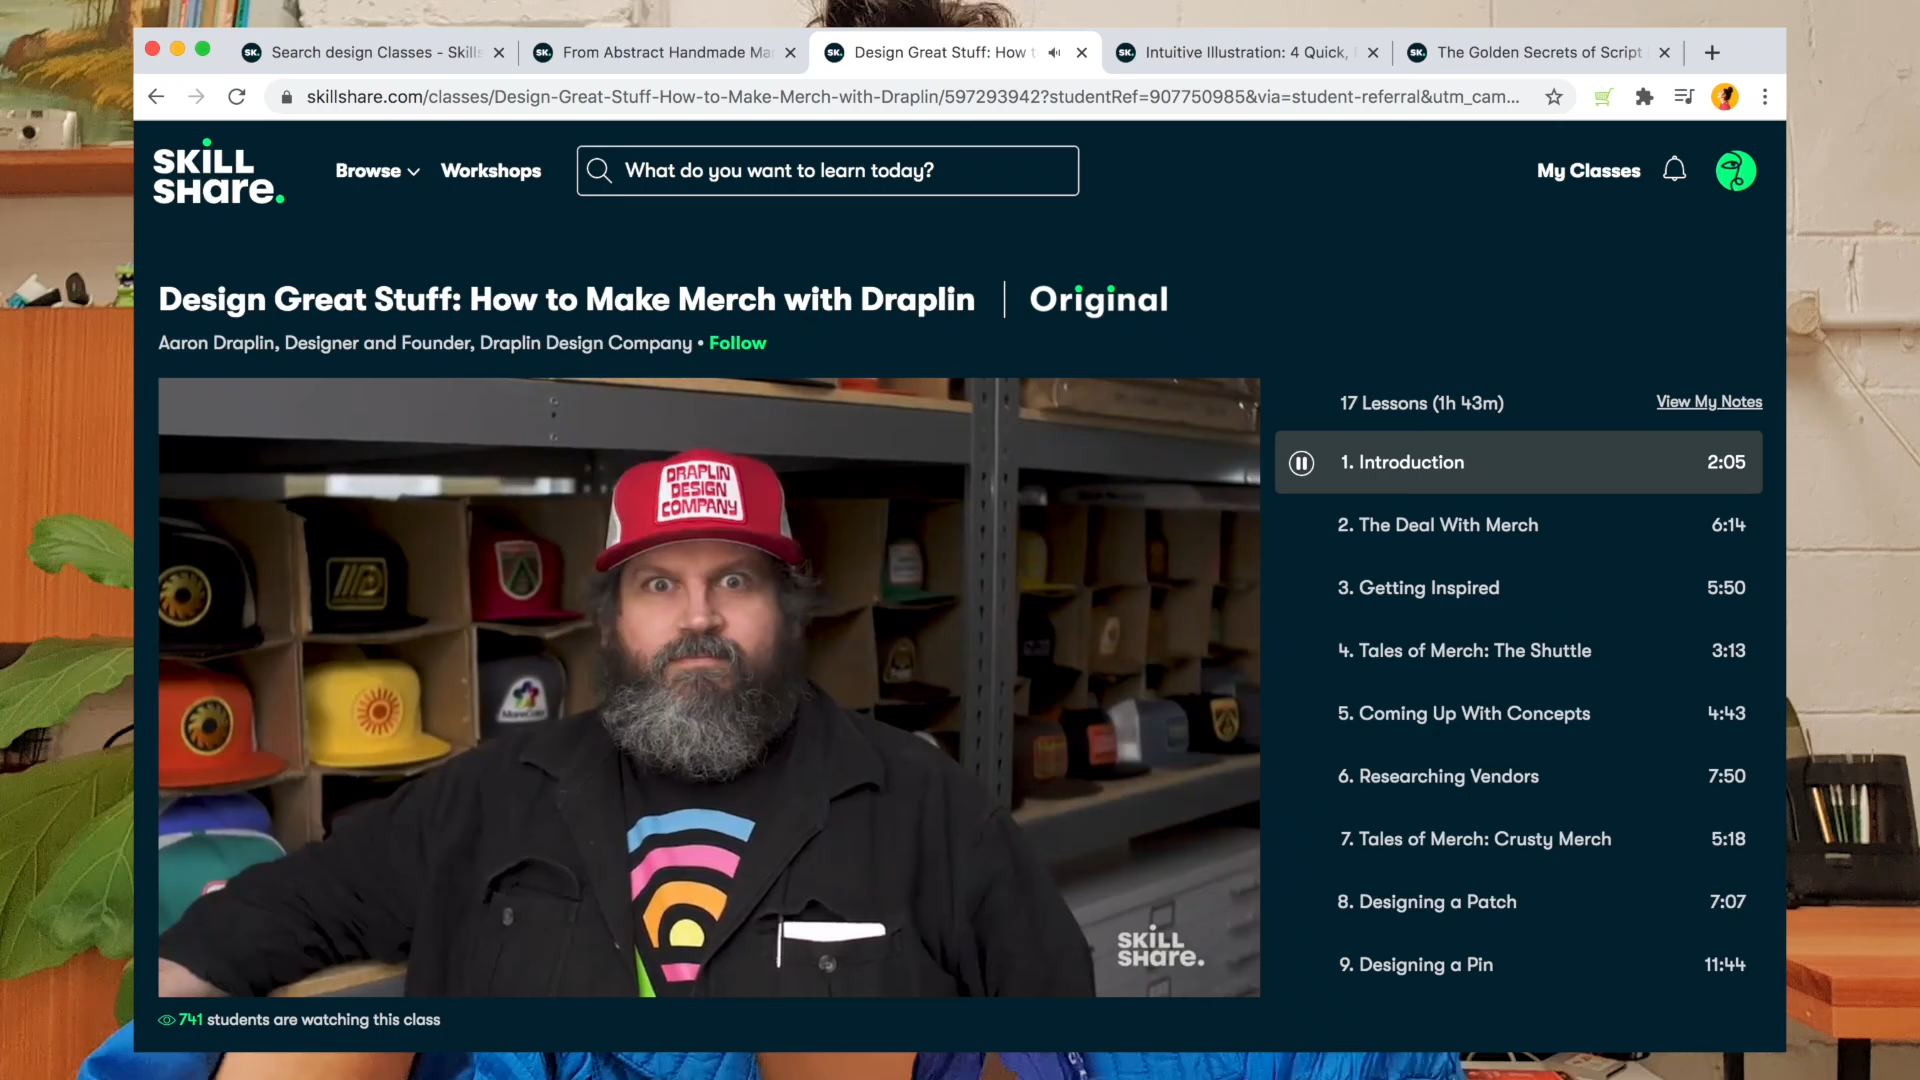 SK. Search design Classes - Skills
SK. From Abstract Handmade Mar
SK. Design Great Stuff: How t
SK. Intuitive Illustration: 4 Quick,
SK. The Golden Secrets of Script
skillshare.com/classes/Design-Great-Stuff-How-to-Make-Merch-with-Draplin/597293942?studentRef=907750985&via=student-referral&utm_cam...
SKILL
SHARE.
Browse
Workshops
What do you want to learn today?
My Classes
Design Great Stuff: How to Make Merch with Draplin
Original
Aaron Draplin, Designer and Founder, Draplin Design Company • Follow
17 Lessons (1h 43m)
View My Notes
1. Introduction 2:05
2. The Deal With Merch 6:14
3. Getting Inspired 5:50
4. Tales of Merch: The Shuttle 3:13
5. Coming Up With Concepts 4:43
6. Researching Vendors 7:50
7. Tales of Merch: Crusty Merch 5:18
8. Designing a Patch 7:07
9. Designing a Pin 11:44
DRAPLIN
DESIGN
COMPANY
SKILL
SHARE.
741 students are watching this class